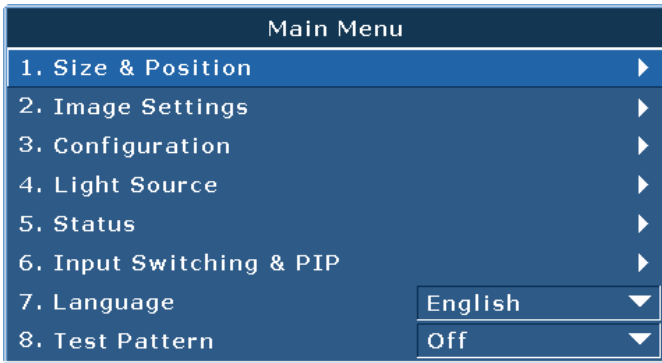 Main Menu
1. Size & Position
2. Image Settings
3. Configuration
4. Light Source
5. Status
6. Input Switching & PIP
7. Language English
8. Test Pattern Off